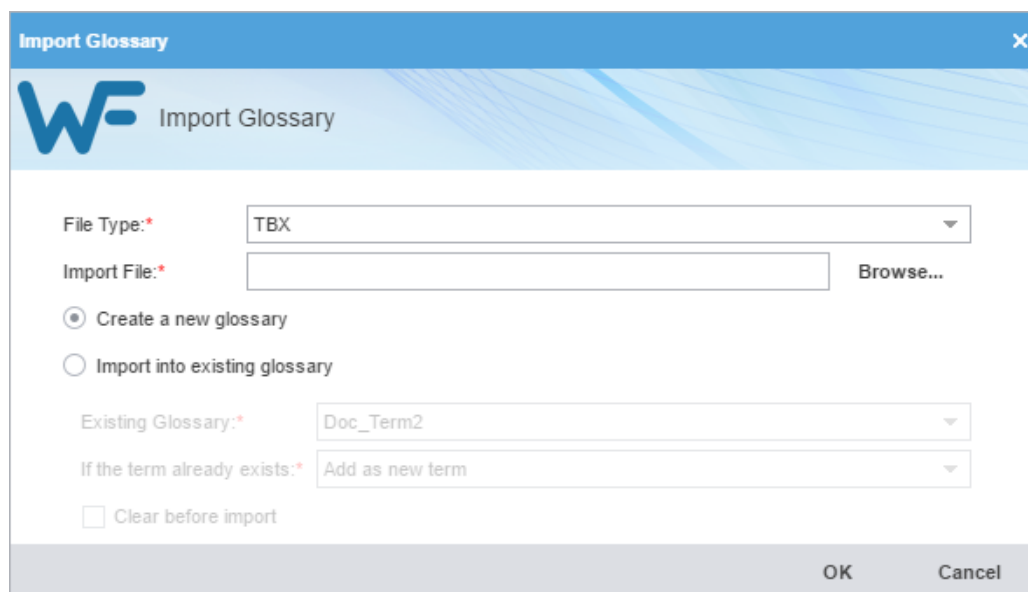 Import Glossary
WF Import Glossary
File Type:* TBX
Import File:* Browse...
Create a new glossary
Import into existing glossary
Existing Glossary:* Doc_Term2
If the term already exists:* Add as new term
Clear before import
OK Cancel